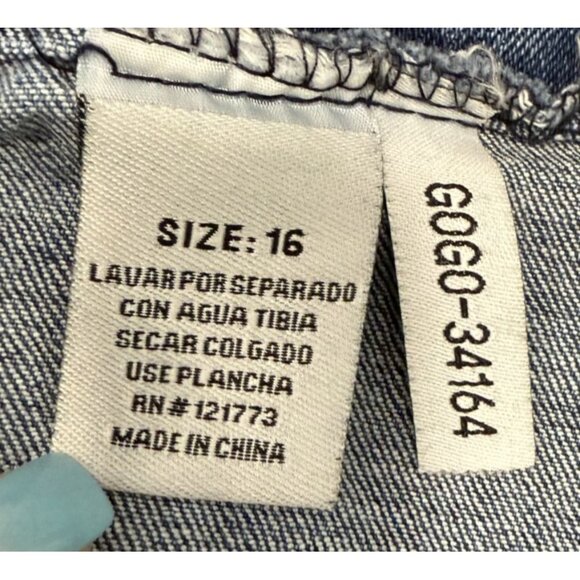 SIZE: 16
LAVAR POR SEPARADO
CON AGUA TIBIA
SECAR COLGADO
USE PLANCHA
RN # 121773
MADE IN CHINA
GOGO-34164